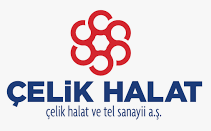 ÇELİK HALAT
çelik halat ve tel sanayii a.ş.